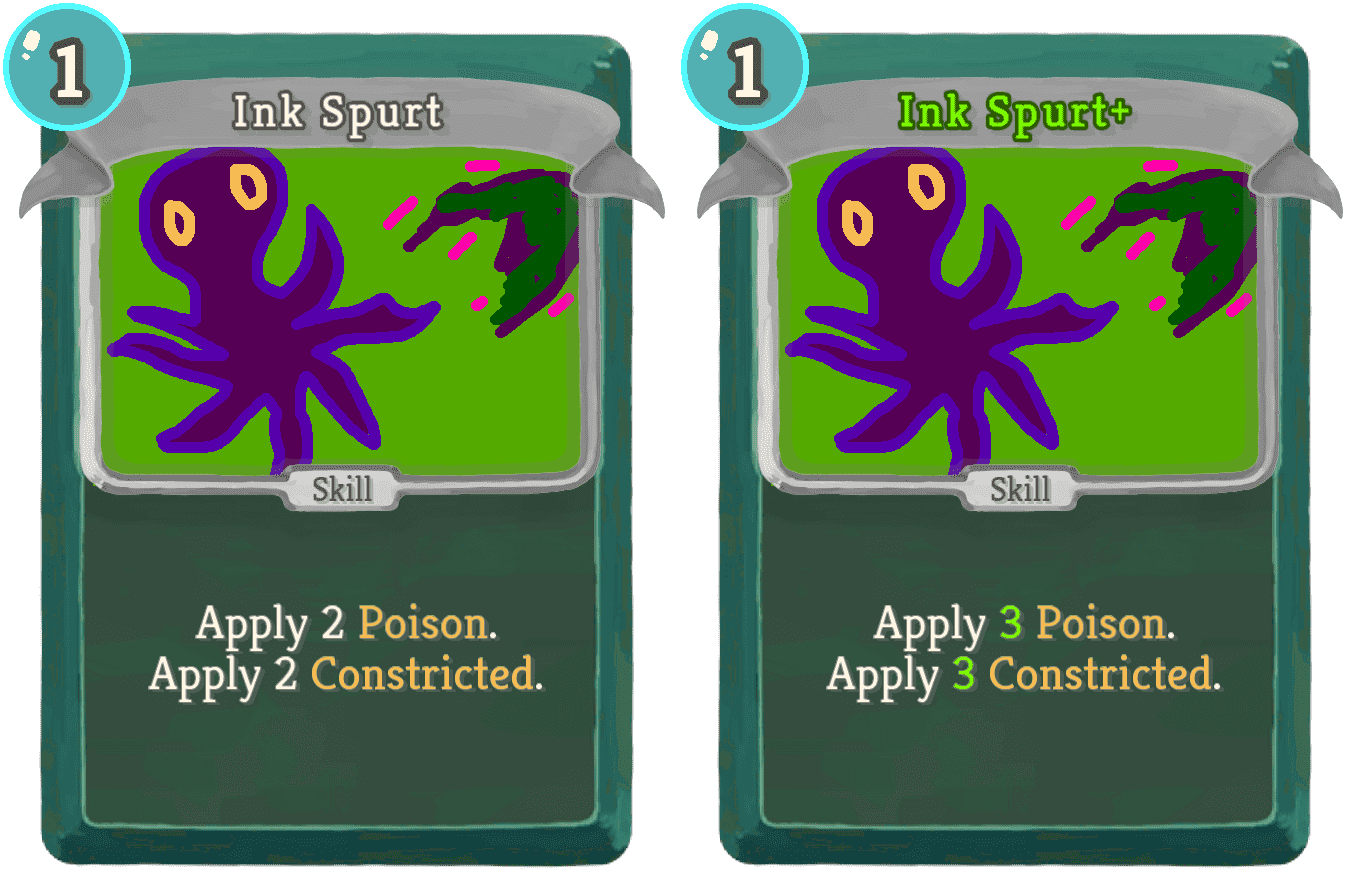 1
Ink Spurt
Skill
Apply 2 Poison.
Apply 2 Constricted.
1
Ink Spurt+
Skill
Apply 3 Poison.
Apply 3 Constricted.